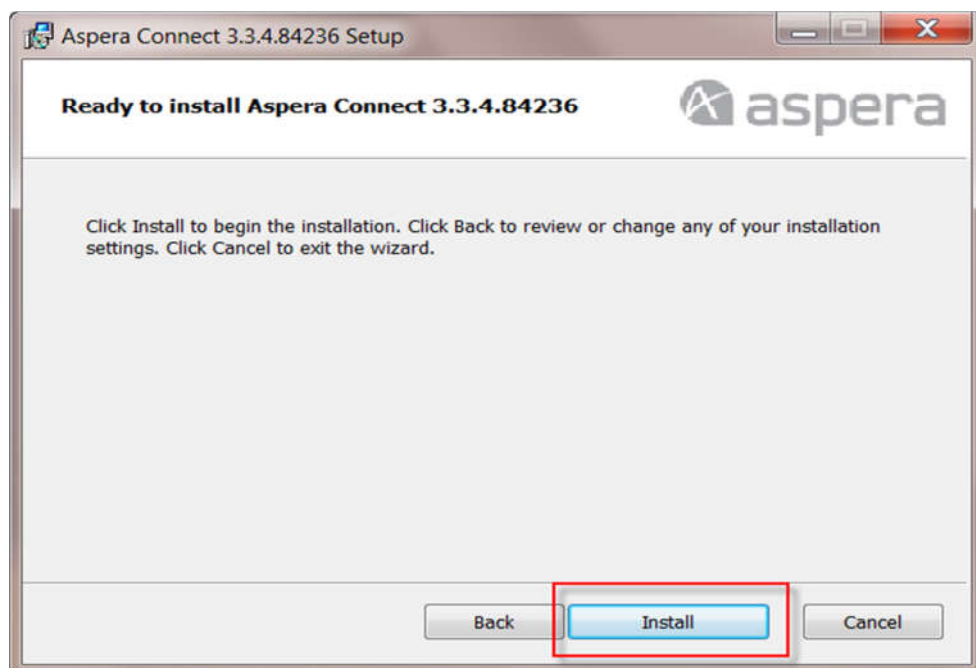 Aspera Connect 3.3.4.84236 Setup
Ready to install Aspera Connect 3.3.4.84236
aspera
Click Install to begin the installation. Click Back to review or change any of your installation
settings. Click Cancel to exit the wizard.
Back
Install
Cancel